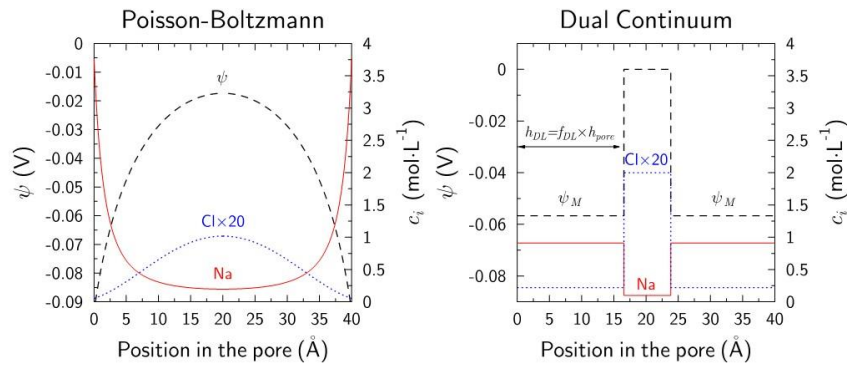 Poisson-Boltzmann
Dual Continuum
0
-0.01
-0.02
-0.03
-0.04
-0.05
-0.06
-0.07
-0.08
-0.09
ψ (V)
ψ
Cl×20
Na
4
3.5
3
2.5
2
1.5
1
0.5
0
c_i (mol·L⁻¹)
0 5 10 15 20 25 30 35 40
Position in the pore (Å)
0
-0.02
-0.04
-0.06
-0.08
ψ (V)
h_DL=f_DL×h_pore
Cl×20
ψ_M
ψ_M
Na
4
3.5
3
2.5
2
1.5
1
0.5
0
c_i (mol·L⁻¹)
0 5 10 15 20 25 30 35 40
Position in the pore (Å)